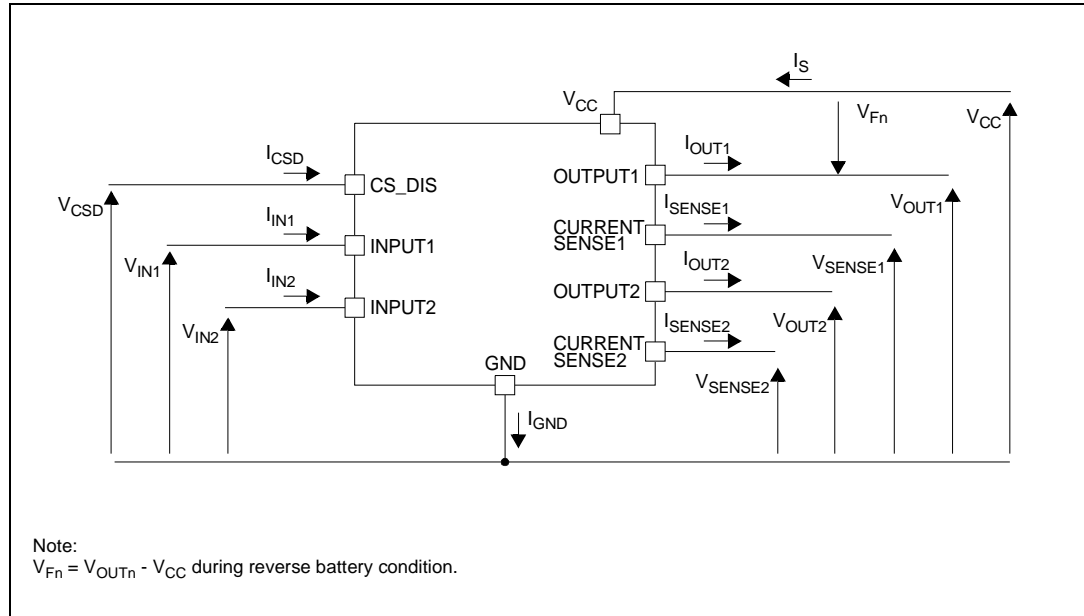 I_S
V_CC
V_Fn
V_CC
I_CSD
I_OUT1
CS_DIS
OUTPUT1
V_CSD
I_IN1
I_SENSE1
V_OUT1
CURRENT
SENSE1
INPUT1
V_IN1
I_IN2
I_OUT2
V_SENSE1
OUTPUT2
INPUT2
V_IN2
I_SENSE2
V_OUT2
CURRENT
SENSE2
GND
V_SENSE2
I_GND
Note:
V_Fn = V_OUTn - V_CC during reverse battery condition.